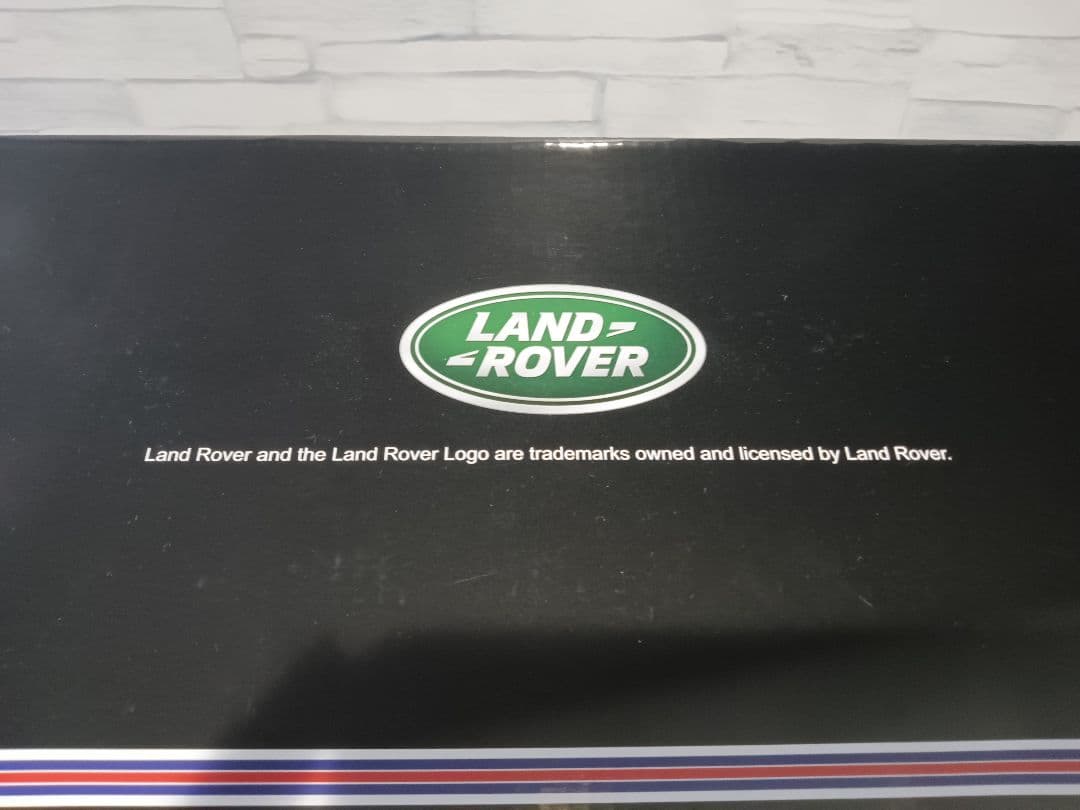 LAND
ROVER
Land Rover and the Land Rover Logo are trademarks owned and licensed by Land Rover.